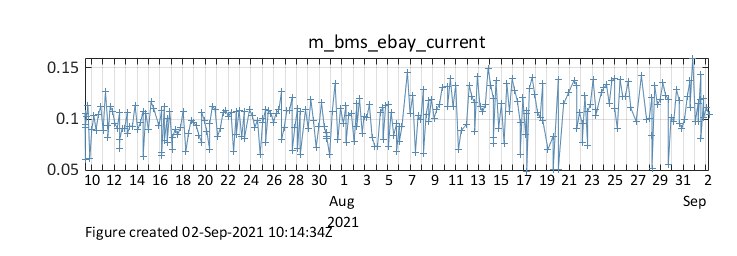 m_bms_ebay_current
0.15
0.1
0.05
10 12 14 16 18 20 22 24 26 28 30 1 3 5 7 9 11 13 15 17 19 21 23 25 27 29 31 2
Aug Sep
2021
Figure created 02-Sep-2021 10:14:34Z